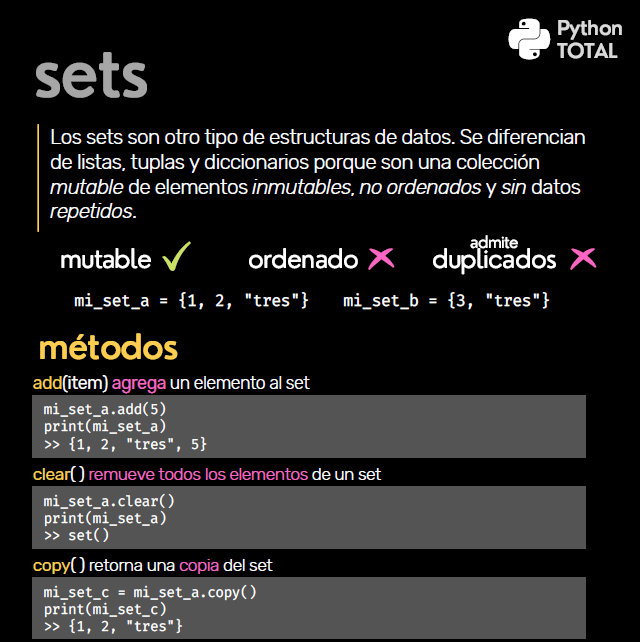 Python
TOTAL
sets
Los sets son otro tipo de estructuras de datos. Se diferencian
de listas, tuplas y diccionarios porque son una colección
mutable de elementos inmutables, no ordenados y sin datos
repetidos.
mutable ordenado admite duplicados
mi_set_a = {1, 2, "tres"} mi_set_b = {3, "tres"}
métodos
add(item) agrega un elemento al set
mi_set_a.add(5)
print(mi_set_a)
>> {1, 2, "tres", 5}
clear( ) remueve todos los elementos de un set
mi_set_a.clear()
print(mi_set_a)
>> set()
copy( ) retorna una copia del set
mi_set_c = mi_set_a.copy()
print(mi_set_c)
>> {1, 2, "tres"}